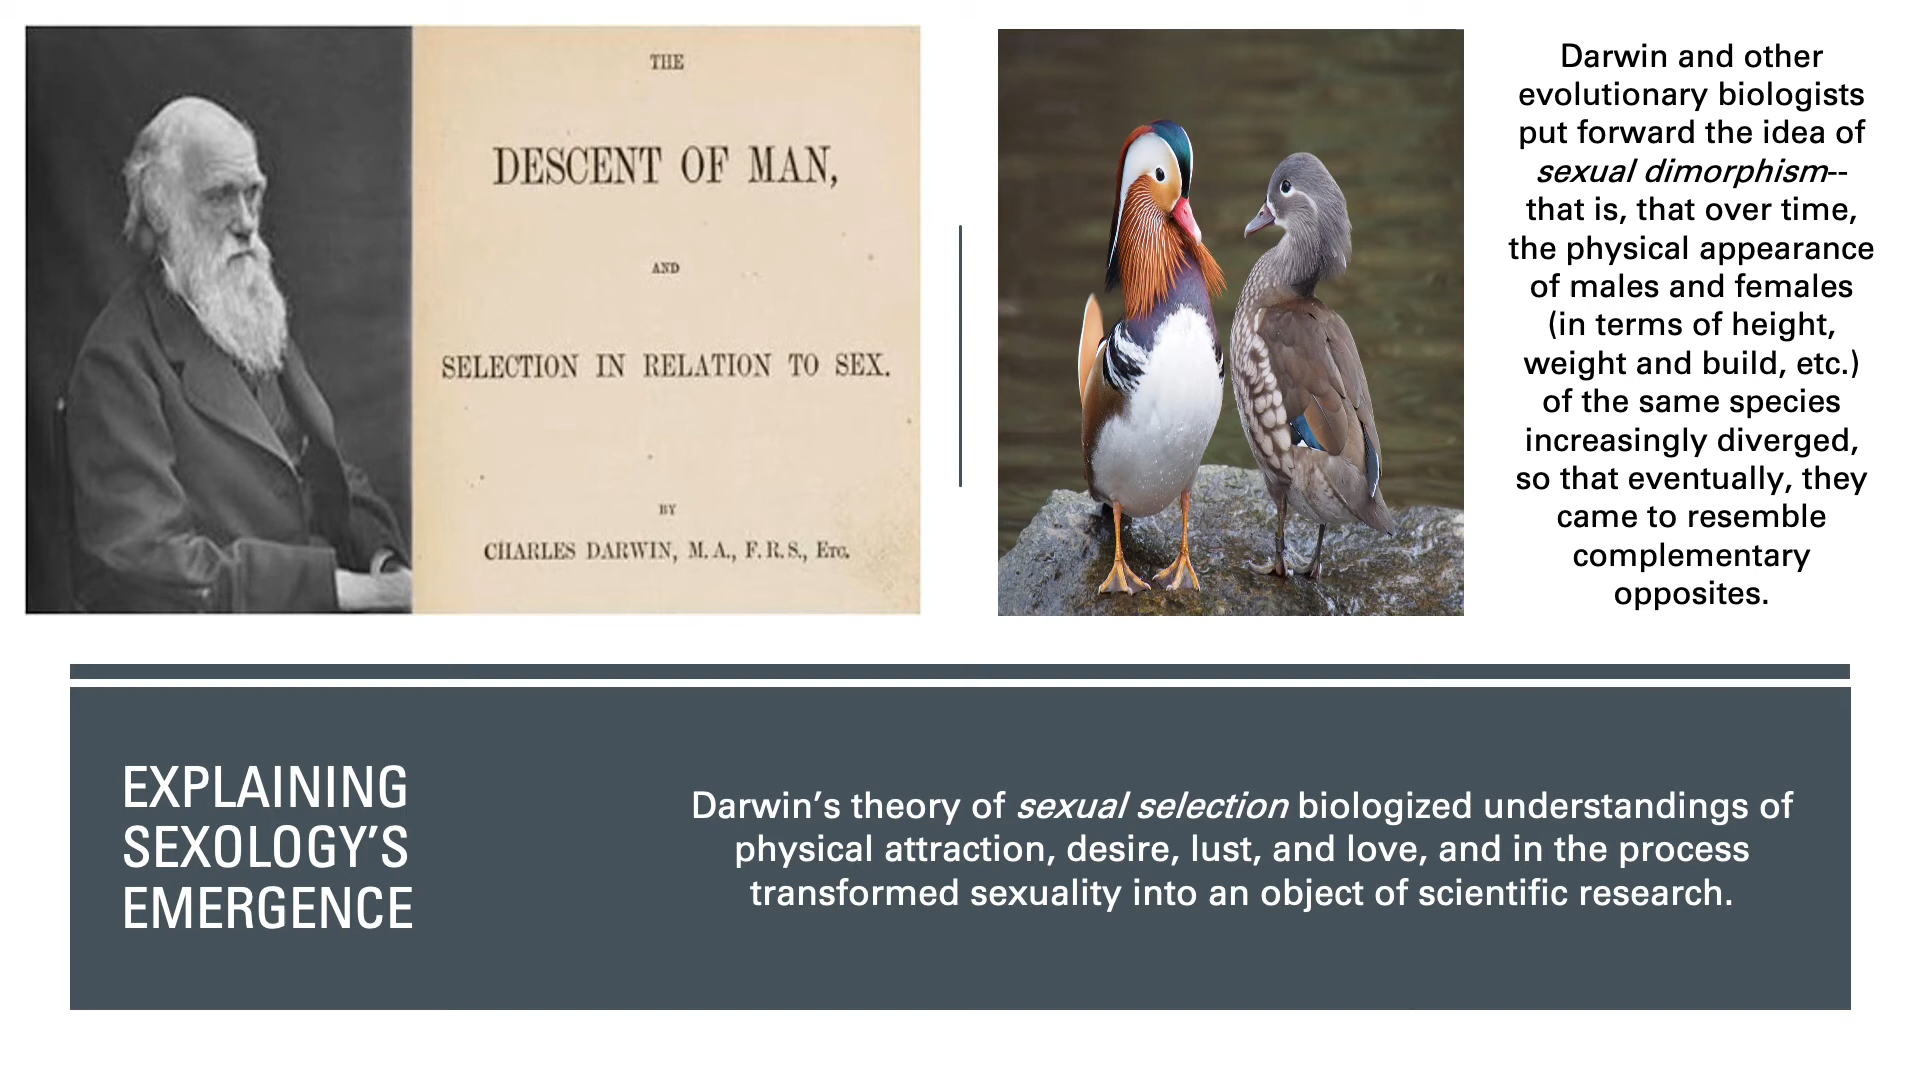 THE
DESCENT OF MAN,
AND
SELECTION IN RELATION TO SEX.
BY
CHARLES DARWIN, M.A., F.R.S., Etc.
Darwin and other
evolutionary biologists
put forward the idea of
sexual dimorphism--
that is, that over time,
the physical appearance
of males and females
(in terms of height,
weight and build, etc.)
of the same species
increasingly diverged,
so that eventually, they
came to resemble
complementary
opposites.
EXPLAINING
SEXOLOGY’S
EMERGENCE
Darwin’s theory of sexual selection biologized understandings of
physical attraction, desire, lust, and love, and in the process
transformed sexuality into an object of scientific research.